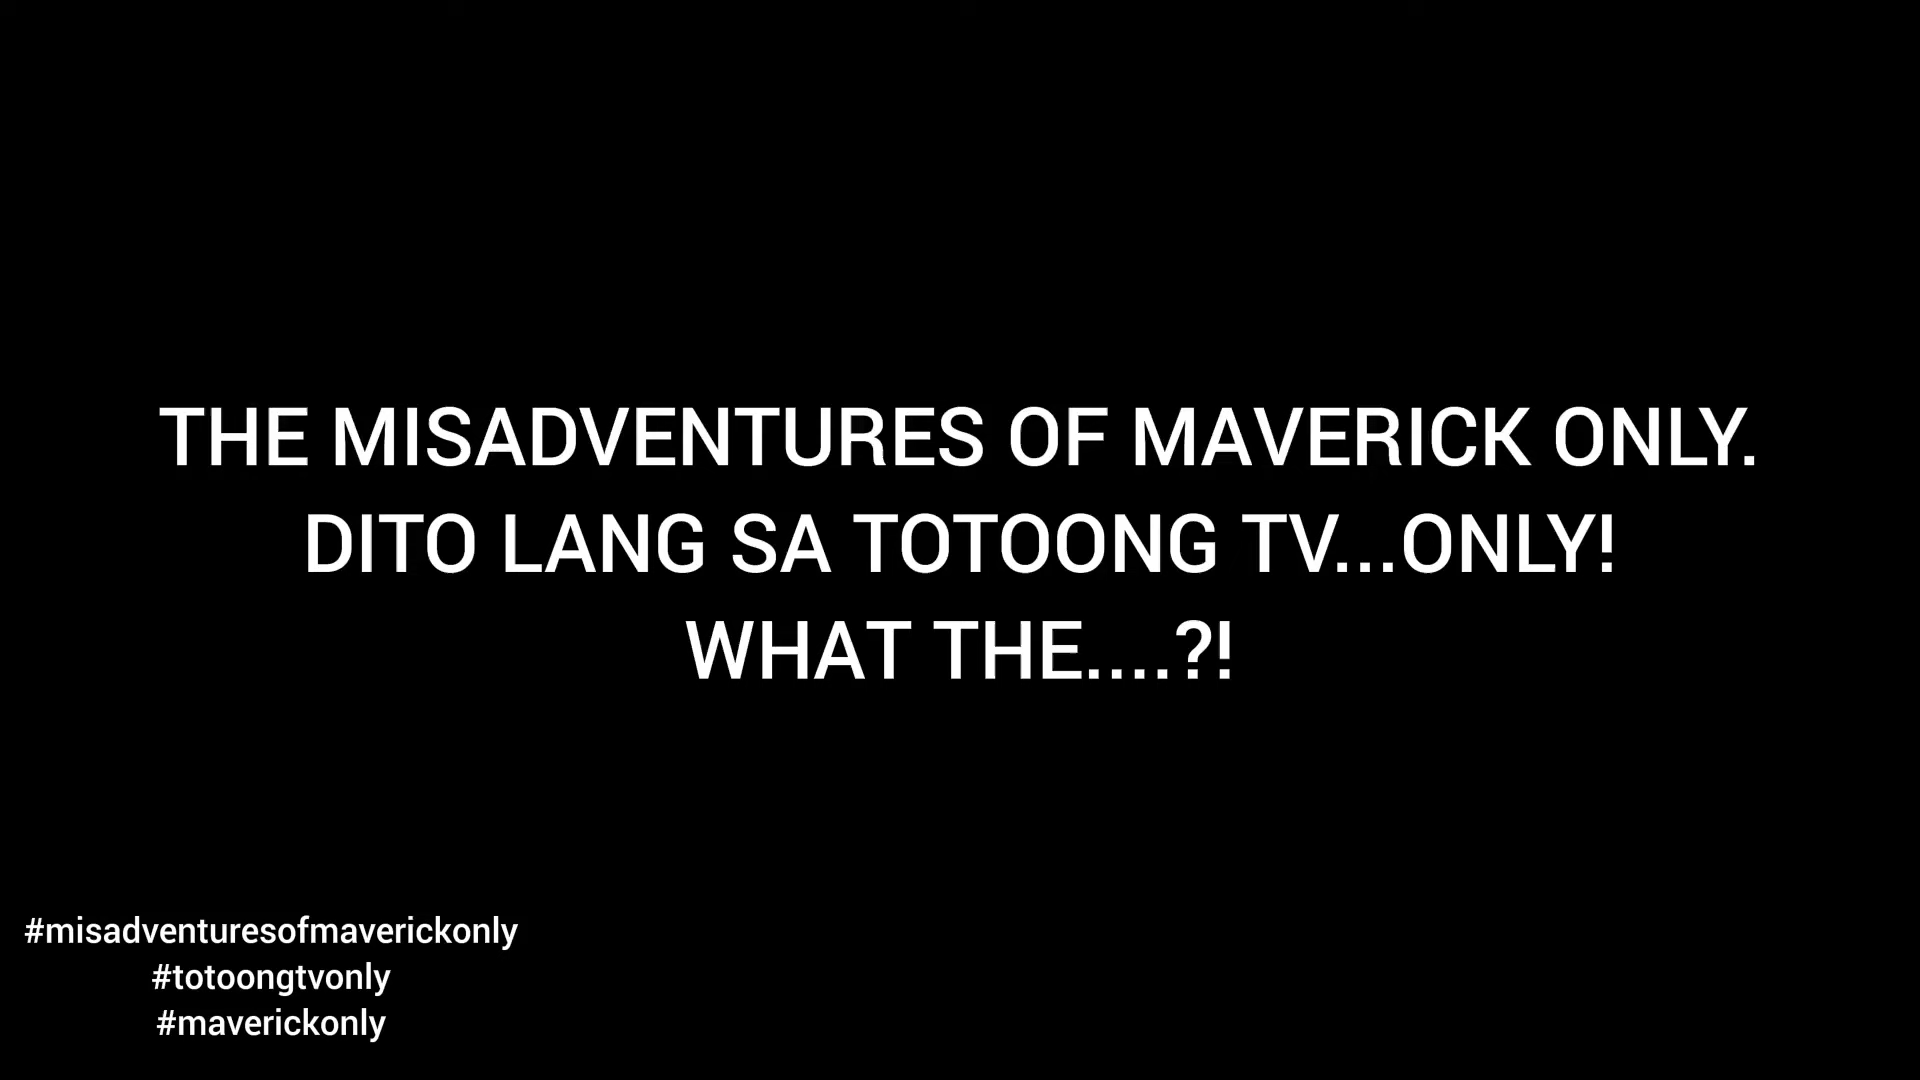 THE MISADVENTURES OF MAVERICK ONLY.
DITO LANG SA TOTOONG TV...ONLY!
WHAT THE....?!
#misadventuresofmaverickonly
#totoongtvonly
#maverickonly